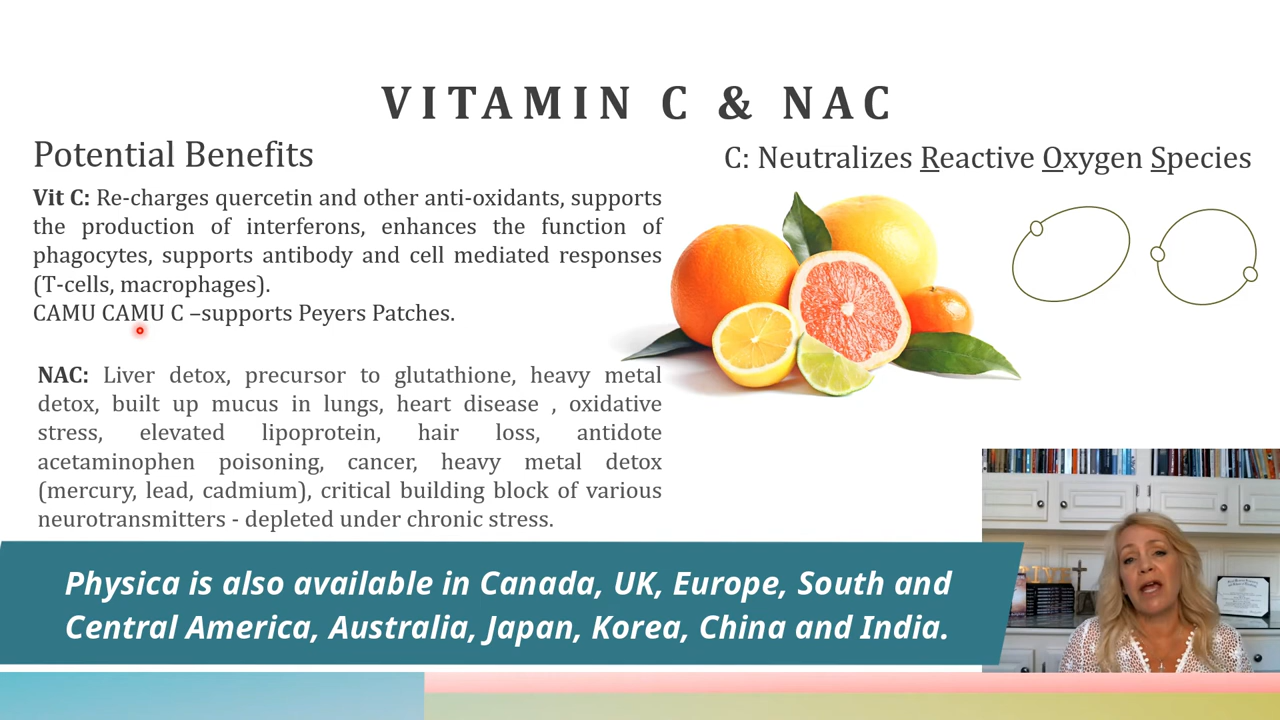 VITAMIN C & NAC
Potential Benefits
Vit C: Re-charges quercetin and other anti-oxidants, supports
the production of interferons, enhances the function of
phagocytes, supports antibody and cell mediated responses
(T-cells, macrophages).
CAMU CAMU C –supports Peyers Patches.
NAC: Liver detox, precursor to glutathione, heavy metal
detox, built up mucus in lungs, heart disease , oxidative
stress, elevated lipoprotein, hair loss, antidote
acetaminophen poisoning, cancer, heavy metal detox
(mercury, lead, cadmium), critical building block of various
neurotransmitters - depleted under chronic stress.
C: Neutralizes Reactive Oxygen Species
Physica is also available in Canada, UK, Europe, South and
Central America, Australia, Japan, Korea, China and India.